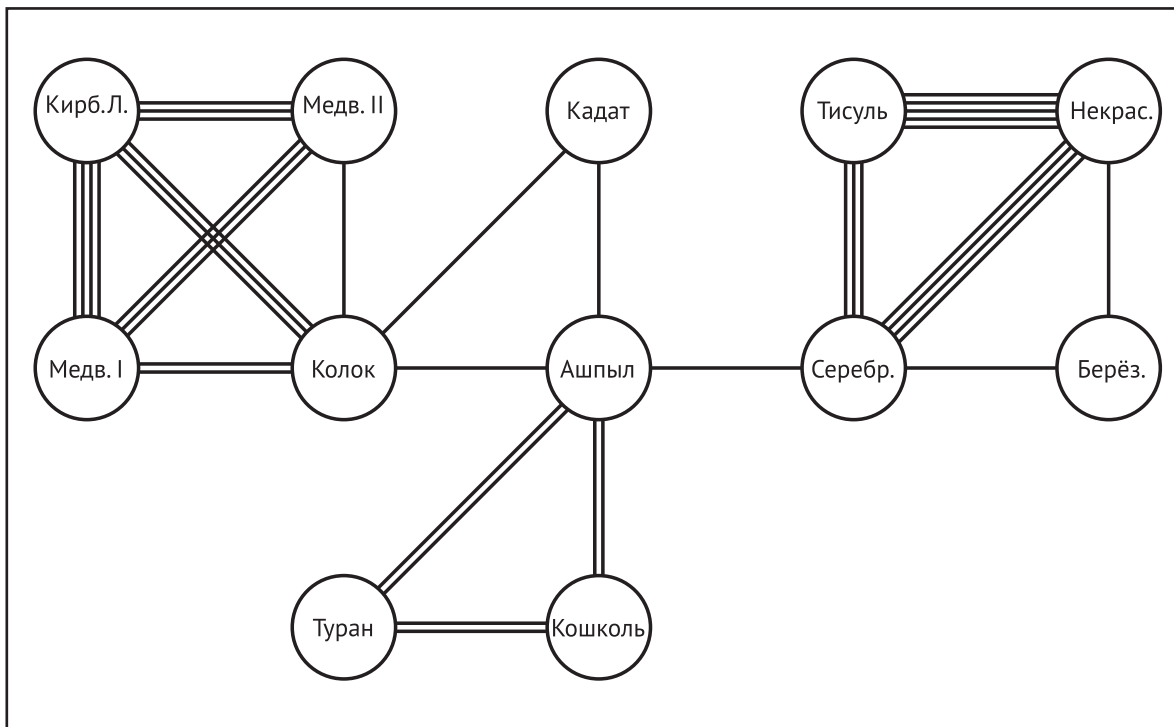 Кирб.Л.
Медв. II
Кадат
Тисуль
Некрас.
Медв. I
Колок
Ашпыл
Серебр.
Берёз.
Туран
Кошколь